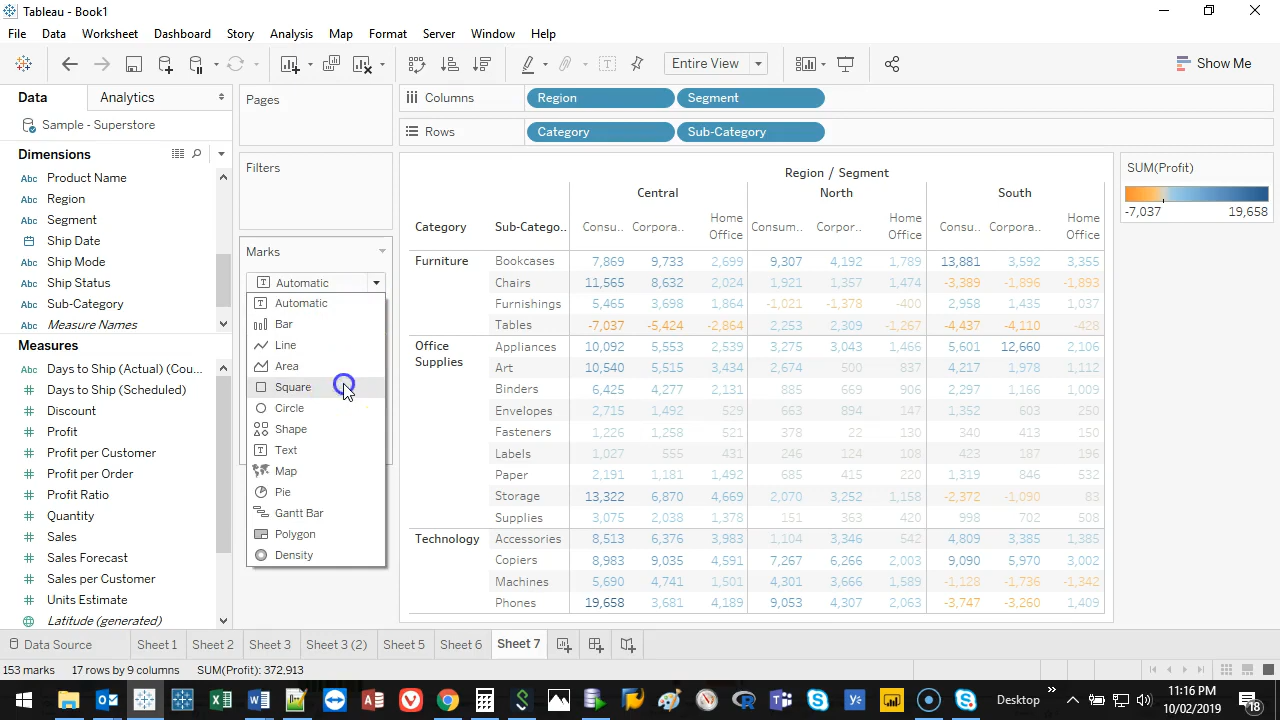 Tableau - Book1
File Data Worksheet Dashboard Story Analysis Map Format Server Window Help
Entire View
Show Me
Data Analytics
Sample - Superstore
Dimensions
Abc Product Name
Abc Region
Abc Segment
Ship Date
Abc Ship Mode
Abc Ship Status
Abc Sub-Category
Abc Measure Names
Measures
Abc Days to Ship (Actual) (Cou...
# Days to Ship (Scheduled)
# Discount
# Profit
# Profit per Customer
# Profit per Order
# Profit Ratio
# Quantity
# Sales
# Sales Forecast
# Sales per Customer
# Units Estimate
Latitude (generated)
Pages
Filters
Marks
Automatic
Automatic
Bar
Line
Area
Square
Circle
Shape
Text
Map
Pie
Gantt Bar
Polygon
Density
Columns Region Segment
Rows Category Sub-Category
Region / Segment
Central North South
Category Sub-Catego.. Consu.. Corpora.. Home Office Consum.. Corpor.. Home Office Consu.. Corpora.. Home Office
Furniture Bookcases 7,869 9,733 2,699 9,307 4,192 1,789 13,881 3,592 3,355
Chairs 11,565 8,632 2,024 1,921 1,357 1,474 -3,389 -1,896 -1,893
Furnishings 5,465 3,698 1,864 -1,021 -1,378 -400 2,958 1,435 1,037
Tables -7,037 -5,424 -2,864 2,253 2,309 -1,267 -4,437 -4,110 -428
Office Supplies Appliances 10,092 5,553 2,539 3,275 3,043 1,466 5,601 12,660 2,106
Art 10,540 5,515 3,434 2,674 500 837 4,217 1,978 1,112
Binders 6,425 4,277 2,131 885 669 906 2,297 1,166 1,009
Envelopes 2,715 1,492 529 663 894 147 1,352 603 250
Fasteners 1,226 1,258 521 378 22 130 340 413 150
Labels 1,027 555 431 246 124 108 423 187 196
Paper 2,191 1,181 1,492 685 415 220 1,319 846 532
Storage 13,322 6,870 4,669 2,070 3,252 1,158 -2,372 -1,090 83
Supplies 3,075 2,038 1,378 151 363 420 998 702 508
Technology Accessories 8,513 6,376 3,983 1,104 3,346 542 4,809 3,385 1,385
Copiers 8,983 9,035 4,591 7,267 6,266 2,003 9,090 5,970 3,002
Machines 5,690 4,741 1,501 4,301 3,666 1,589 -1,128 -1,736 -1,342
Phones 19,658 3,681 4,189 9,053 4,307 2,063 -3,747 -3,260 1,409
SUM(Profit)
-7,037 19,658
Data Source Sheet 1 Sheet 2 Sheet 3 Sheet 3 (2) Sheet 5 Sheet 6 Sheet 7
153 marks 17 rows by 9 columns SUM(Profit): 372,913
Desktop
11:16 PM
10/02/2019
18